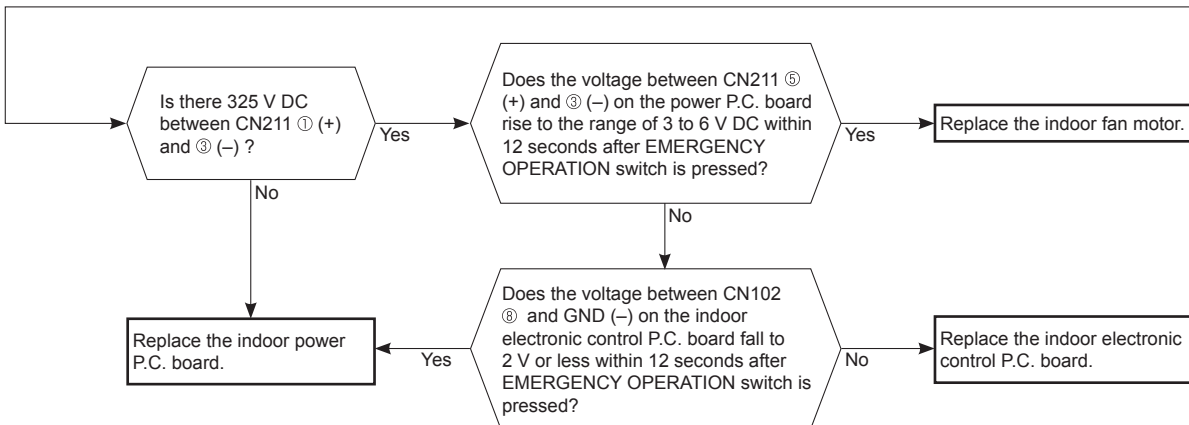 Is there 325 V DC
between CN211 ① (+)
and ③ (–) ?
Yes
No
Does the voltage between CN211 ⑤
(+) and ③ (–) on the power P.C. board
rise to the range of 3 to 6 V DC within
12 seconds after EMERGENCY
OPERATION switch is pressed?
Yes
No
Replace the indoor fan motor.
Replace the indoor power
P.C. board.
Does the voltage between CN102
⑧ and GND (–) on the indoor
electronic control P.C. board fall to
2 V or less within 12 seconds after
EMERGENCY OPERATION switch is
pressed?
Yes
No
Replace the indoor electronic
control P.C. board.